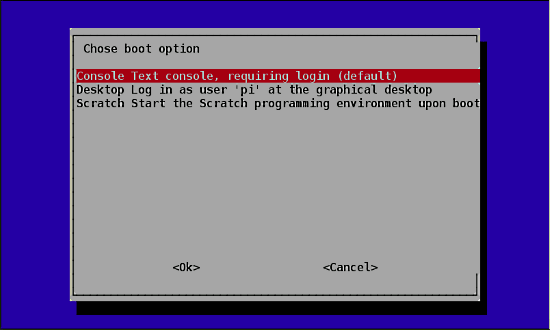 Chose boot option
Console Text console, requiring login (default)
Desktop Log in as user 'pi' at the graphical desktop
Scratch Start the Scratch programming environment upon boot
<Ok> <Cancel>